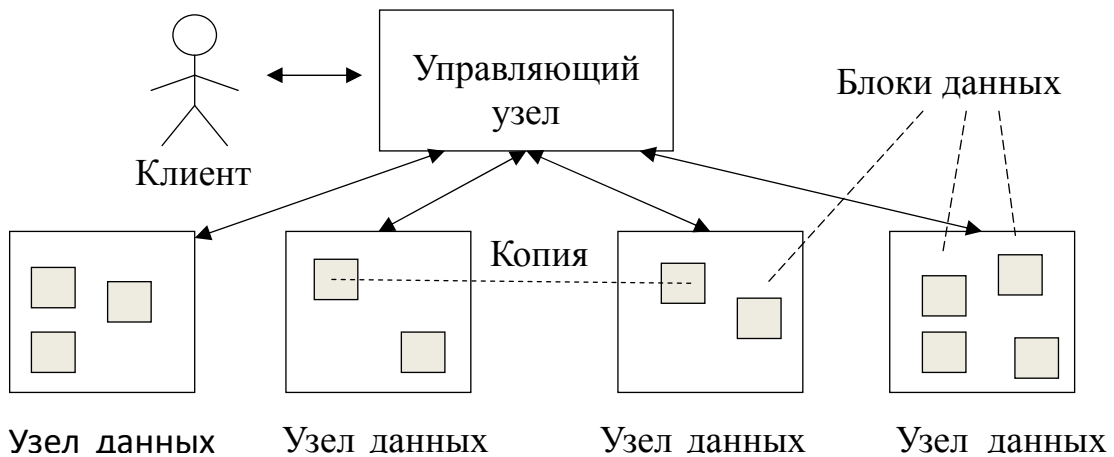 Управляющий
узел
Блоки данных
Клиент
Копия
Узел данных
Узел данных
Узел данных
Узел данных